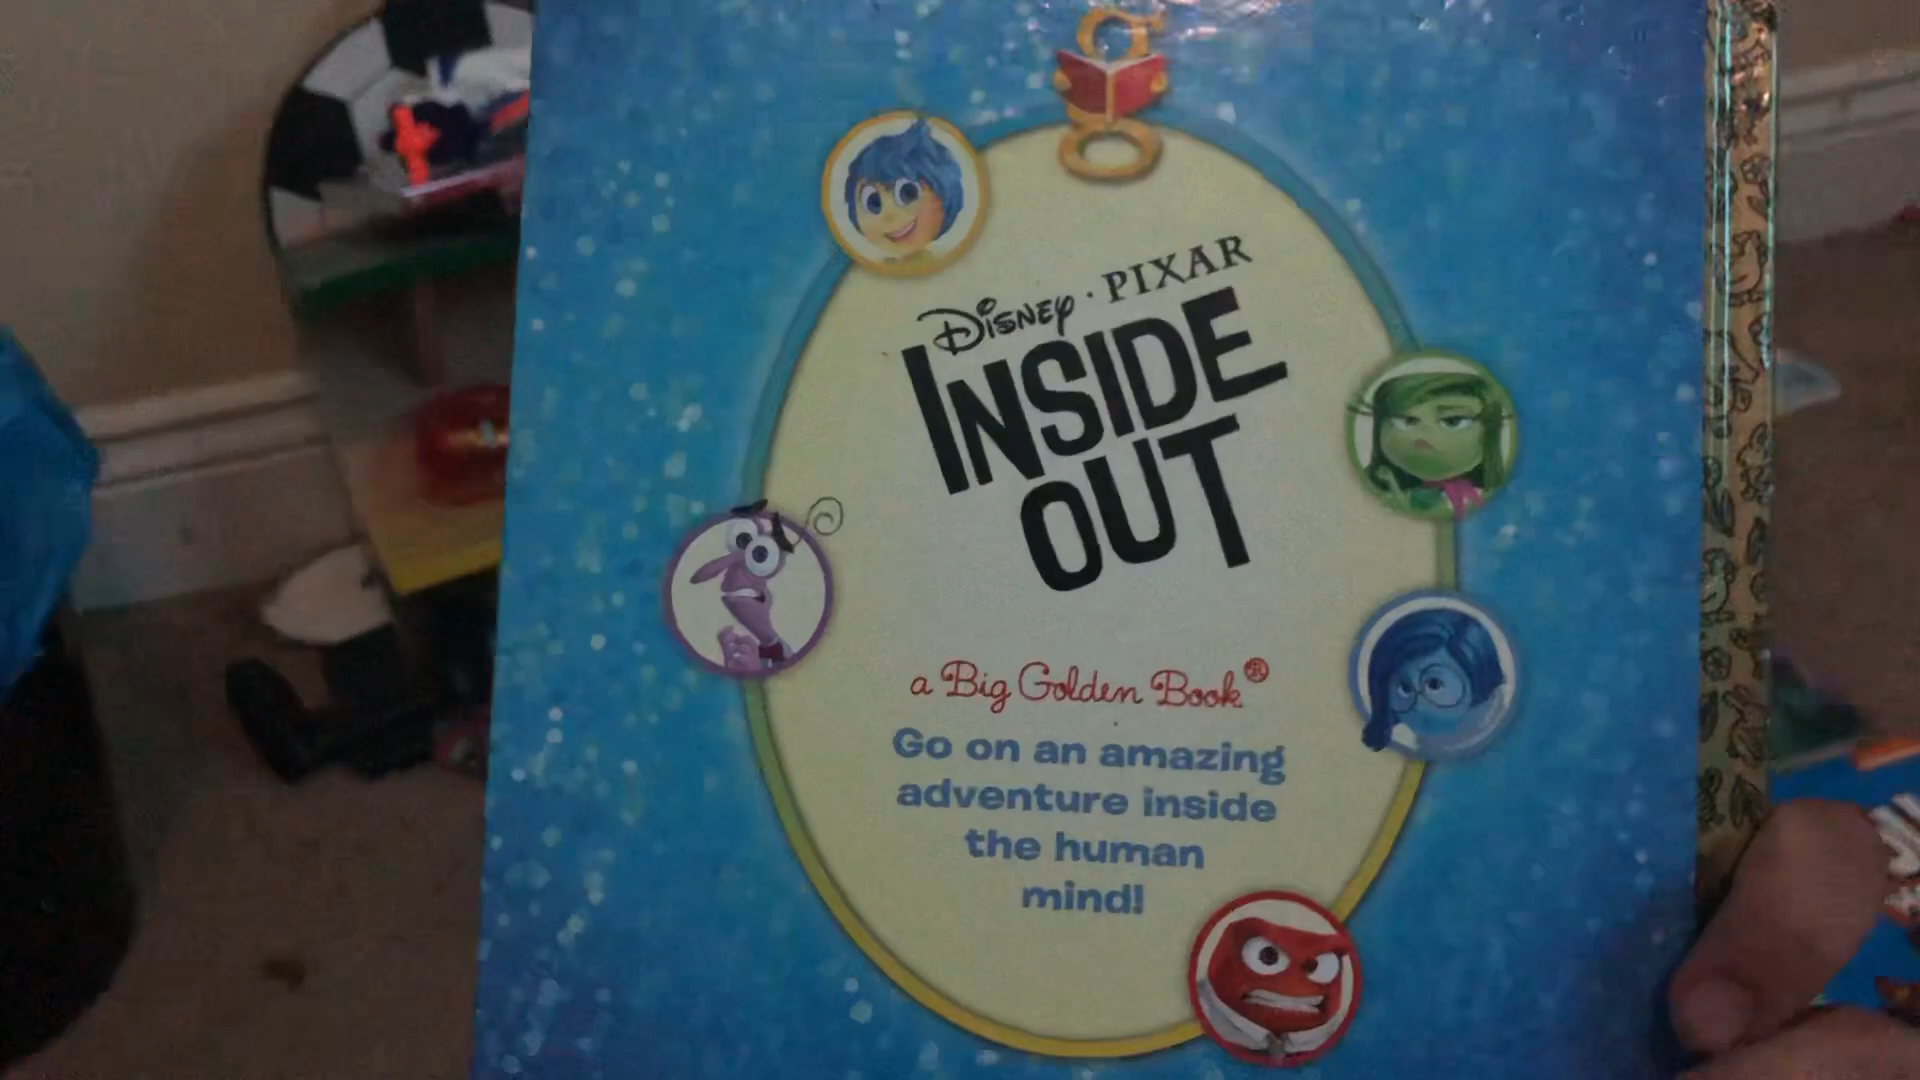 Disney · PIXAR
INSIDE
OUT
a Big Golden Book®
Go on an amazing
adventure inside
the human
mind!